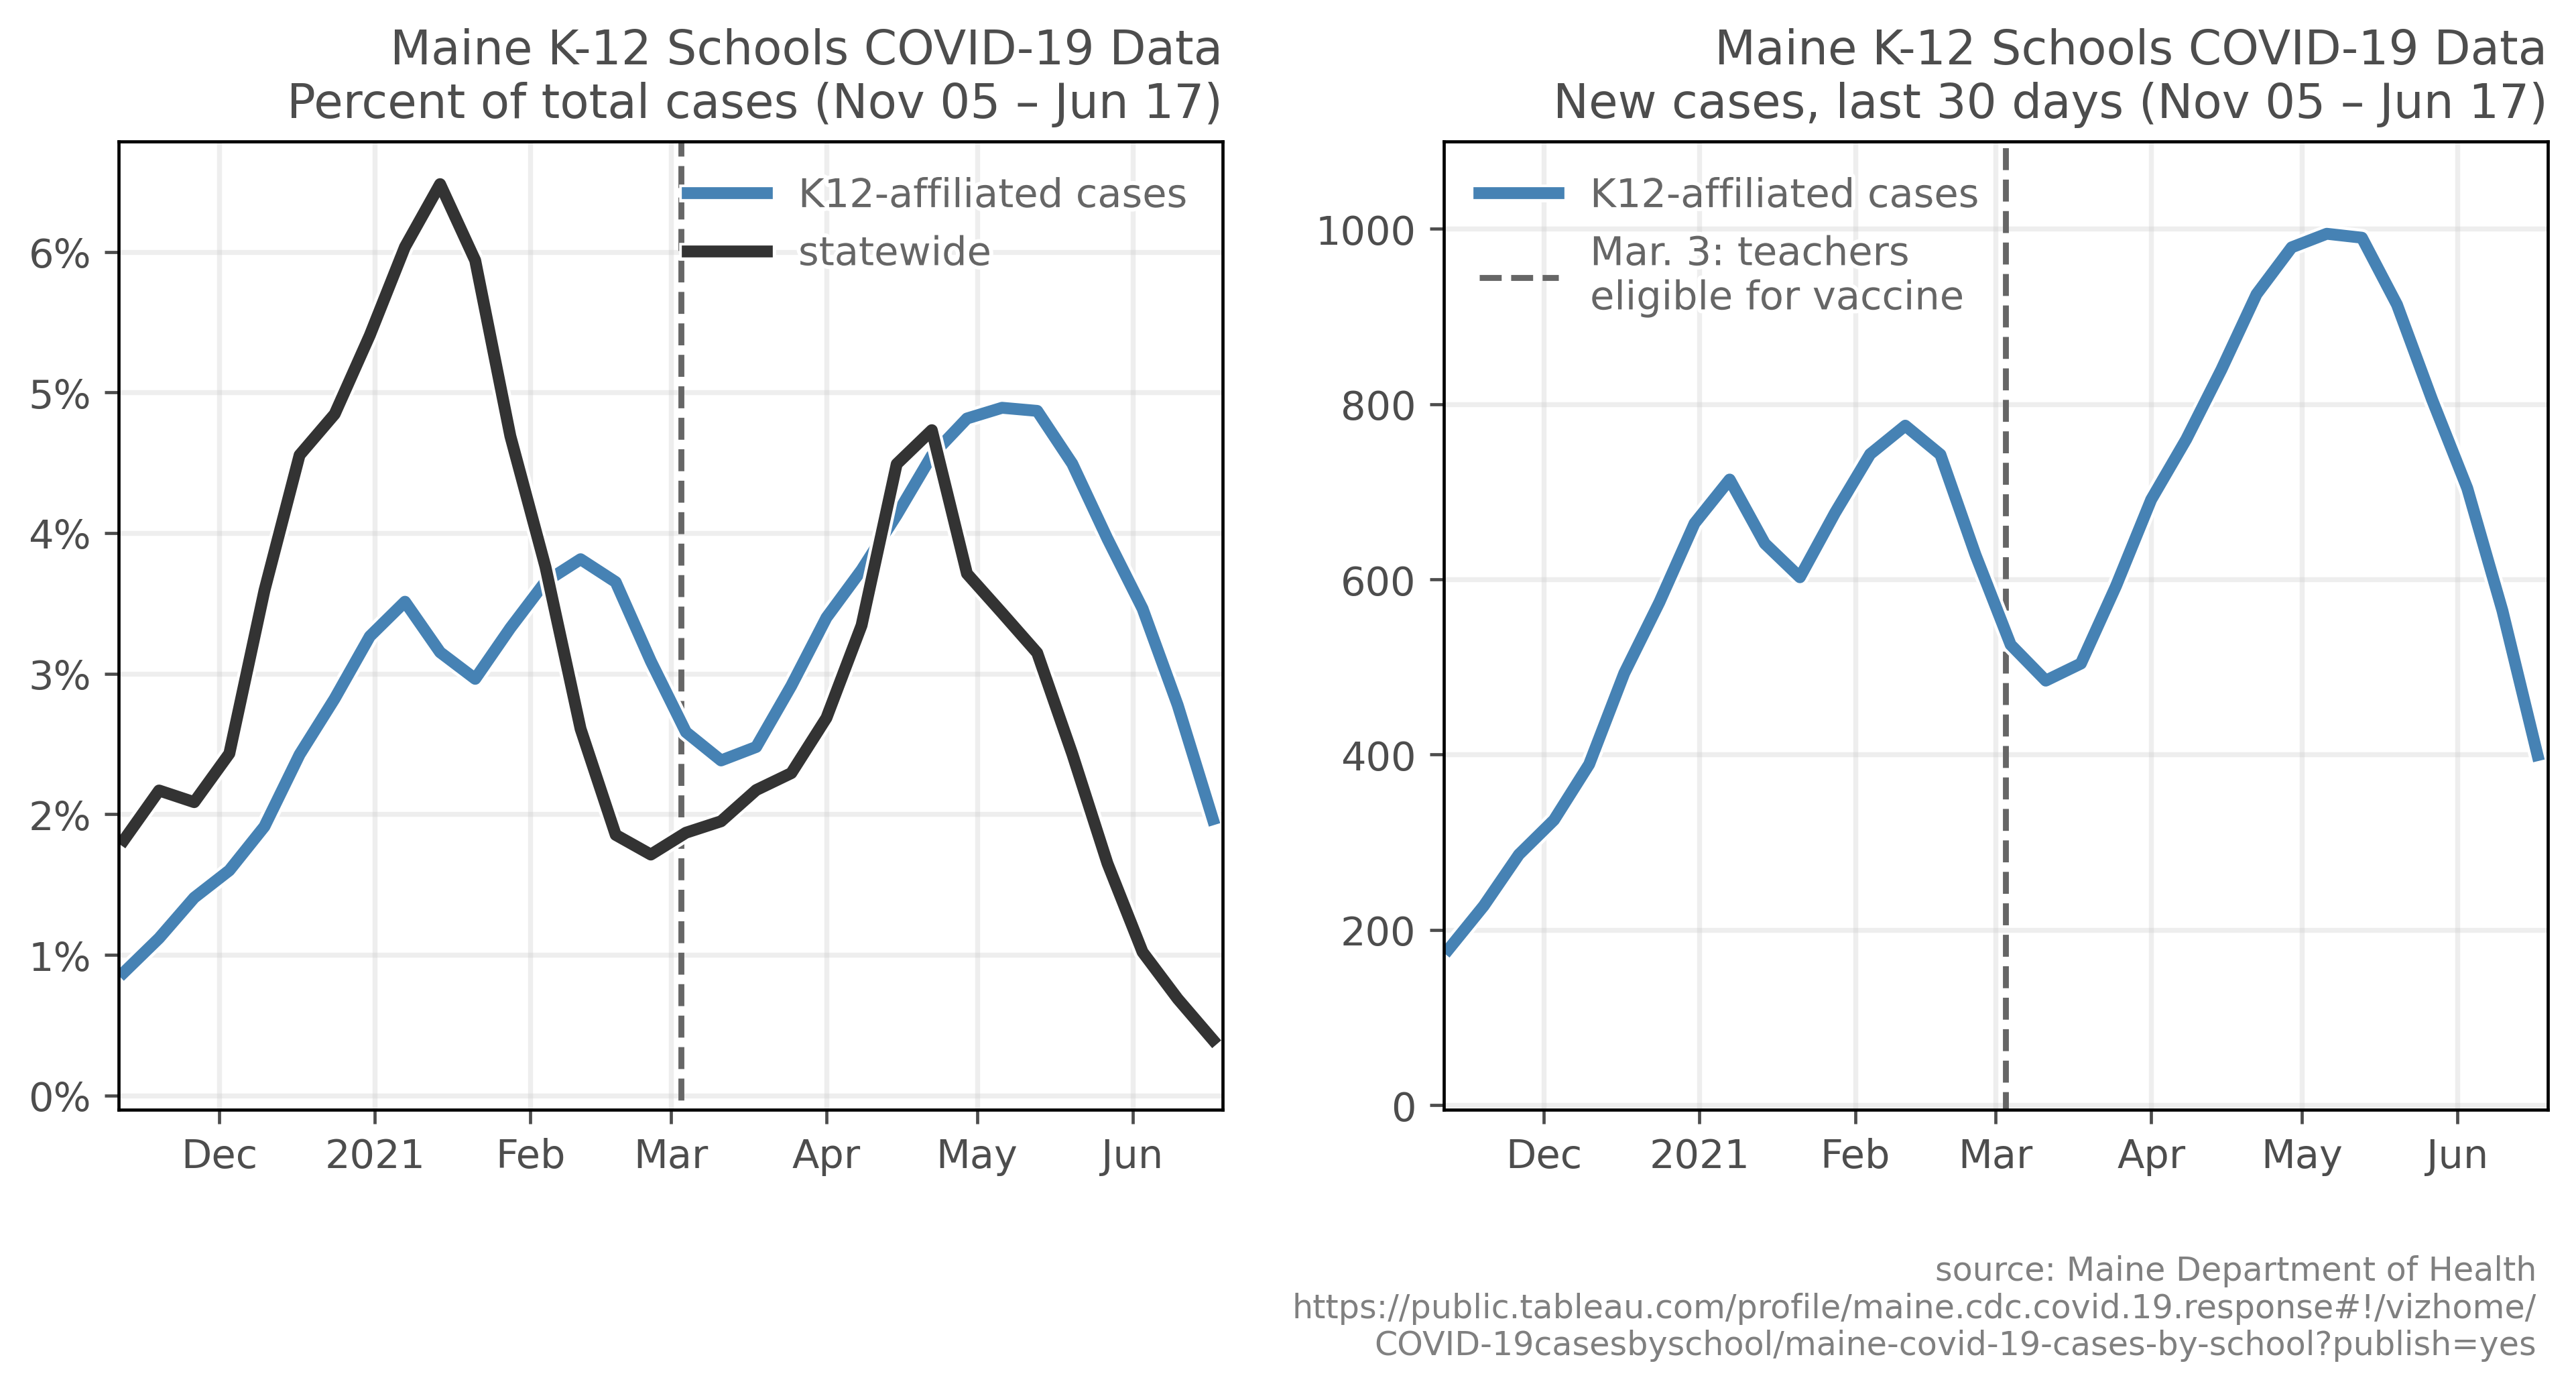 Maine K-12 Schools COVID-19 Data
Percent of total cases (Nov 05 – Jun 17)
K12-affiliated cases
statewide
6%
5%
4%
3%
2%
1%
0%
Dec 2021 Feb Mar Apr May Jun
Maine K-12 Schools COVID-19 Data
New cases, last 30 days (Nov 05 – Jun 17)
K12-affiliated cases
Mar. 3: teachers
eligible for vaccine
1000
800
600
400
200
0
Dec 2021 Feb Mar Apr May Jun
source: Maine Department of Health
https://public.tableau.com/profile/maine.cdc.covid.19.response#!/vizhome/
COVID-19casesbyschool/maine-covid-19-cases-by-school?publish=yes